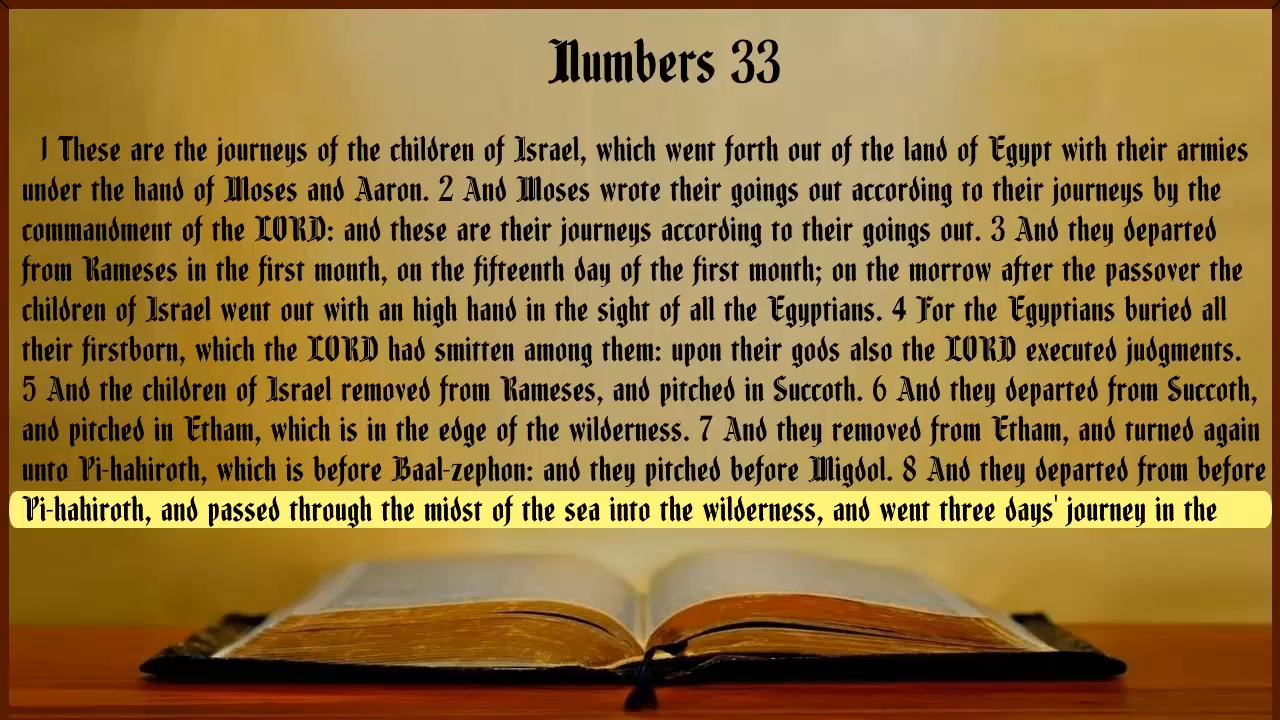 Numbers 33
1 These are the journeys of the children of Israel, which went forth out of the land of Egypt with their armies
under the hand of Moses and Aaron. 2 And Moses wrote their goings out according to their journeys by the
commandment of the LORD: and these are their journeys according to their goings out. 3 And they departed
from Rameses in the first month, on the fifteenth day of the first month; on the morrow after the passover the
children of Israel went out with an high hand in the sight of all the Egyptians. 4 For the Egyptians buried all
their firstborn, which the LORD had smitten among them: upon their gods also the LORD executed judgments.
5 And the children of Israel removed from Rameses, and pitched in Succoth. 6 And they departed from Succoth,
and pitched in Etham, which is in the edge of the wilderness. 7 And they removed from Etham, and turned again
unto Pi-hahiroth, which is before Baal-zephon: and they pitched before Migdol. 8 And they departed from before
Pi-hahiroth, and passed through the midst of the sea into the wilderness, and went three days' journey in the